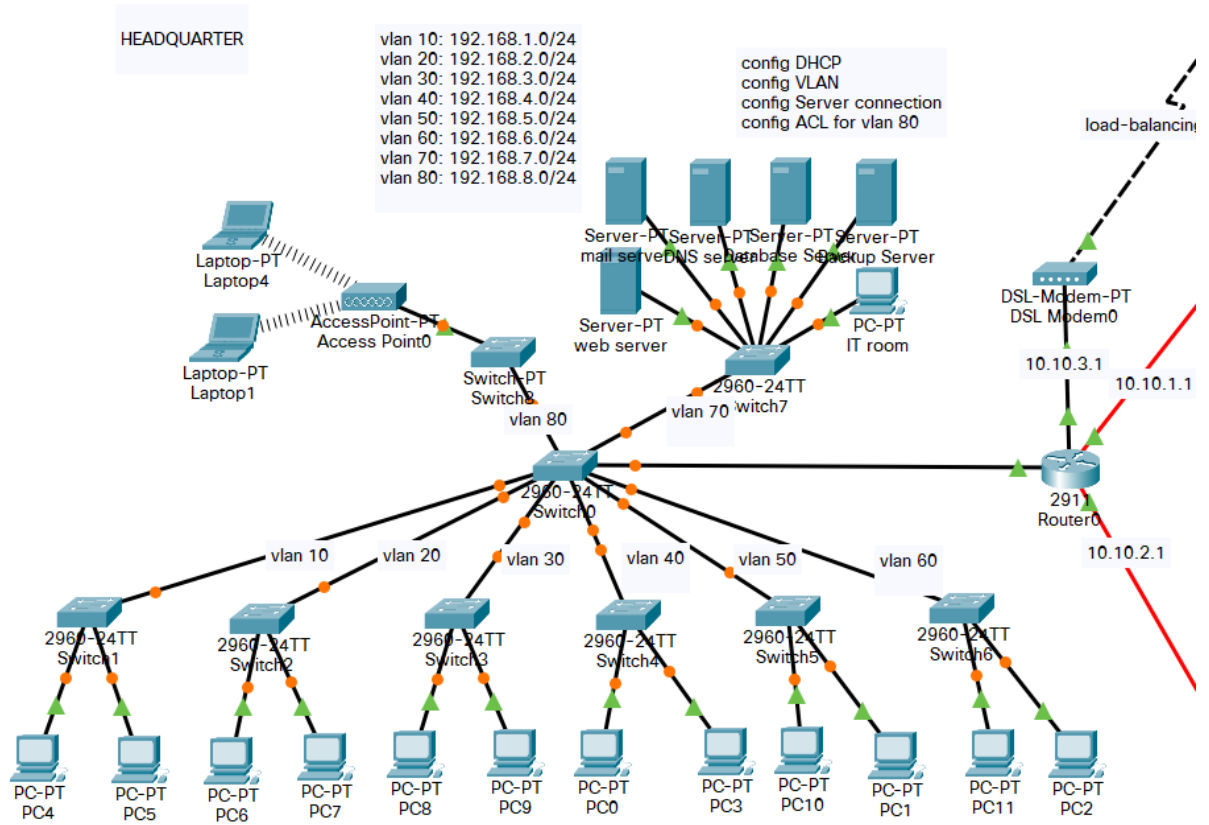 HEADQUARTER
vlan 10: 192.168.1.0/24
vlan 20: 192.168.2.0/24
vlan 30: 192.168.3.0/24
vlan 40: 192.168.4.0/24
vlan 50: 192.168.5.0/24
vlan 60: 192.168.6.0/24
vlan 70: 192.168.7.0/24
vlan 80: 192.168.8.0/24
config DHCP
config VLAN
config Server connection
config ACL for vlan 80
load-balancing
Server-PT
mail server
Server-PT
DNS server
Server-PT
Database Server
Server-PT
Backup Server
Laptop-PT
Laptop4
AccessPoint-PT
Access Point0
Server-PT
web server
PC-PT
IT room
DSL-Modem-PT
DSL Modem0
Laptop-PT
Laptop1
Switch-PT
Switch8
2960-24TT
Switch7
10.10.3.1
10.10.1.1
vlan 80
vlan 70
2960-24TT
Switch0
2911
Router0
10.10.2.1
vlan 10
vlan 20
vlan 30
vlan 40
vlan 50
vlan 60
2960-24TT
Switch1
2960-24TT
Switch2
2960-24TT
Switch3
2960-24TT
Switch4
2960-24TT
Switch5
2960-24TT
Switch6
PC-PT
PC4
PC-PT
PC5
PC-PT
PC6
PC-PT
PC7
PC-PT
PC8
PC-PT
PC9
PC-PT
PC0
PC-PT
PC3
PC-PT
PC10
PC-PT
PC1
PC-PT
PC11
PC-PT
PC2